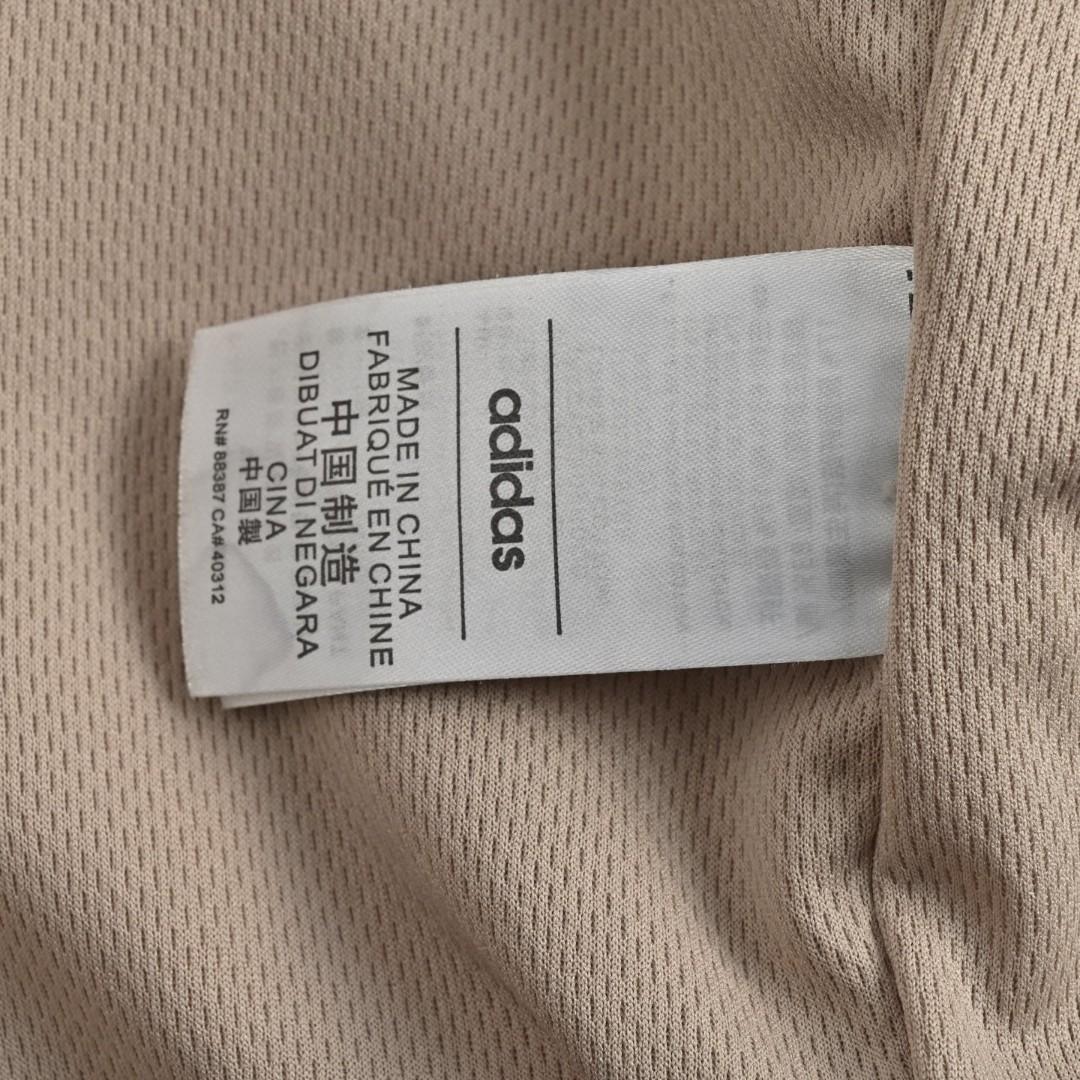 adidas
MADE IN CHINA
FABRIQUÉ EN CHINE
中国制造
DIBUAT DI NEGARA
CINA
中国製
RN# 88387 CA# 40312